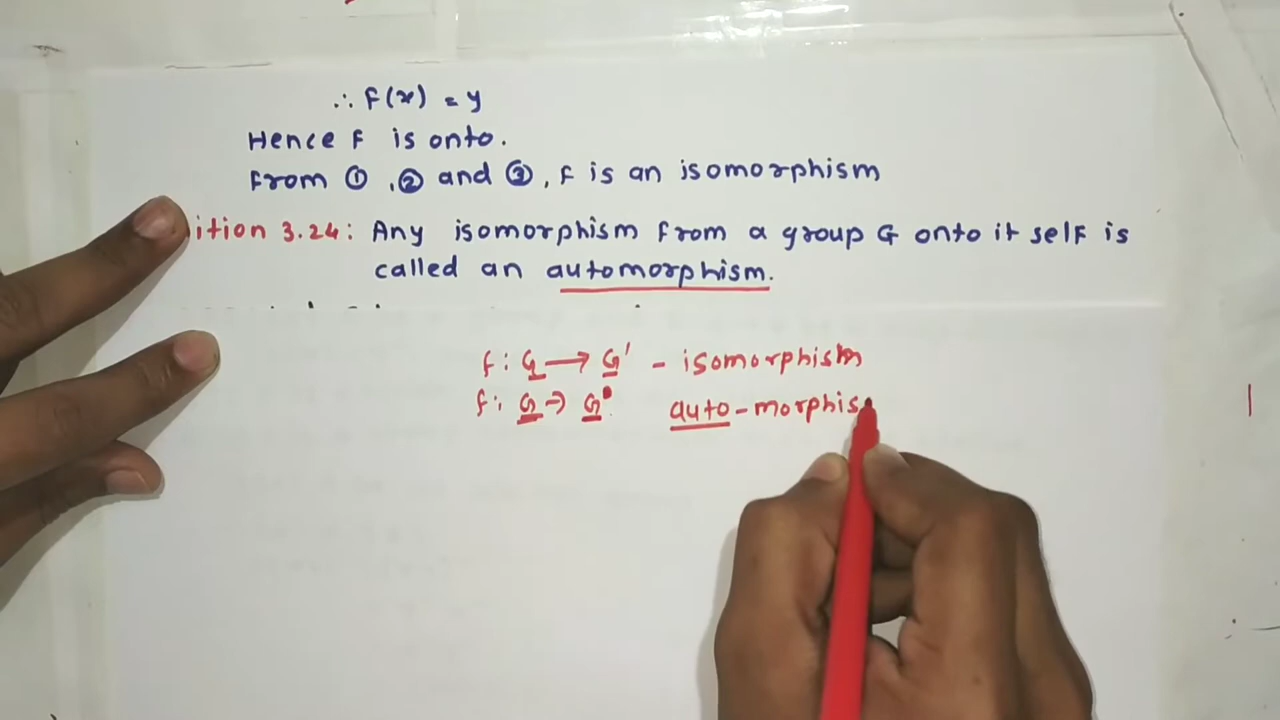 ∴ f(x) = y
Hence f is onto.
From ①, ② and ③, f is an isomorphism
ition 3.24: Any isomorphism from a group G onto it self is
called an automorphism.
f: G → G' - isomorphism
f: G → G auto-morphis